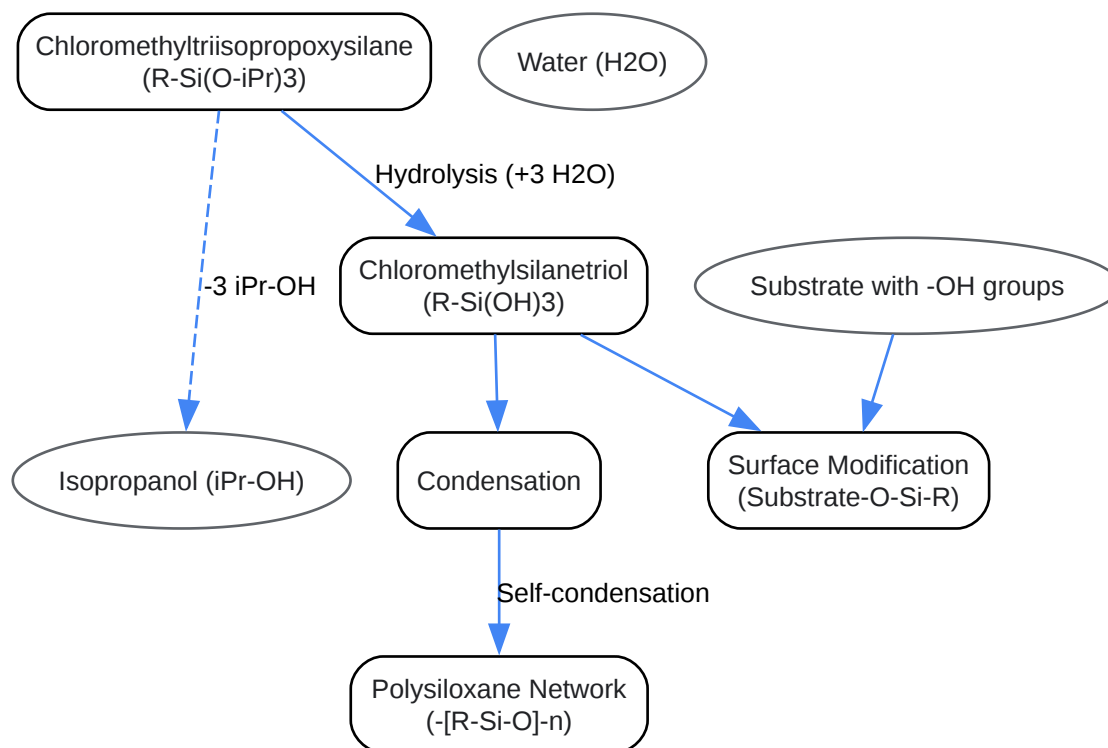 Chloromethyltriisopropoxysilane
(R-Si(O-iPr)3)
Water (H2O)
Hydrolysis (+3 H2O)
-3 iPr-OH
Chloromethylsilanetriol
(R-Si(OH)3)
Substrate with -OH groups
Isopropanol (iPr-OH)
Condensation
Surface Modification
(Substrate-O-Si-R)
Self-condensation
Polysiloxane Network
(-[R-Si-O]-n)